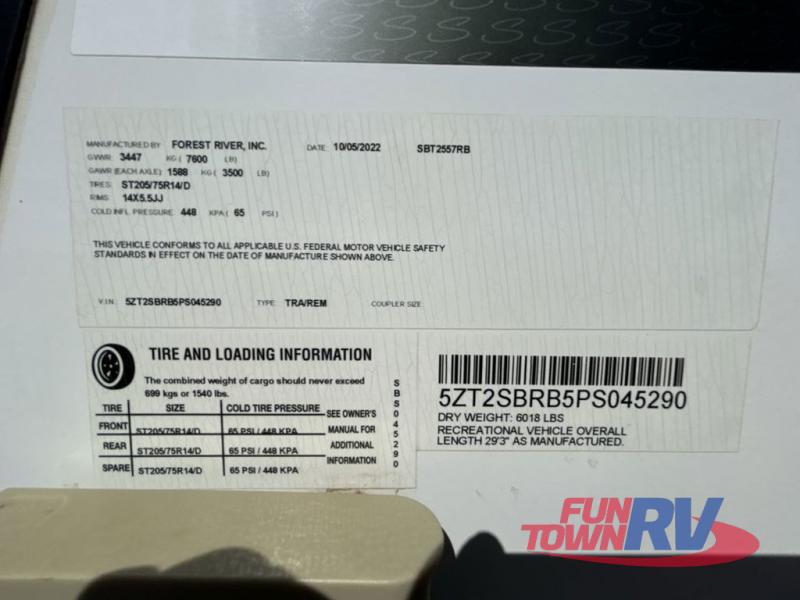 MANUFACTURED BY FOREST RIVER, INC. DATE: 10/05/2022 SBT2557RB
GVWR: 3447 KG ( 7600 LB)
GAWR (EACH AXLE) 1588 KG ( 3500 LB)
TIRES: ST205/75R14/D
RIMS: 14X5.5JJ
COLD INFL. PRESSURE: 448 KPA ( 65 PSI)
THIS VEHICLE CONFORMS TO ALL APPLICABLE U.S. FEDERAL MOTOR VEHICLE SAFETY
STANDARDS IN EFFECT ON THE DATE OF MANUFACTURE SHOWN ABOVE.
V.I.N.: 5ZT2SBRB5PS045290 TYPE: TRA/REM COUPLER SIZE:
TIRE AND LOADING INFORMATION
The combined weight of cargo should never exceed
699 kgs or 1540 lbs.
TIRE SIZE COLD TIRE PRESSURE
FRONT ST205/75R14/D 65 PSI / 448 KPA
REAR ST205/75R14/D 65 PSI / 448 KPA
SPARE ST205/75R14/D 65 PSI / 448 KPA
SEE OWNER'S
MANUAL FOR
ADDITIONAL
INFORMATION
SBS045290
5ZT2SBRB5PS045290
DRY WEIGHT: 6018 LBS
RECREATIONAL VEHICLE OVERALL
LENGTH 29'3" AS MANUFACTURED.
FUN
TOWN RV